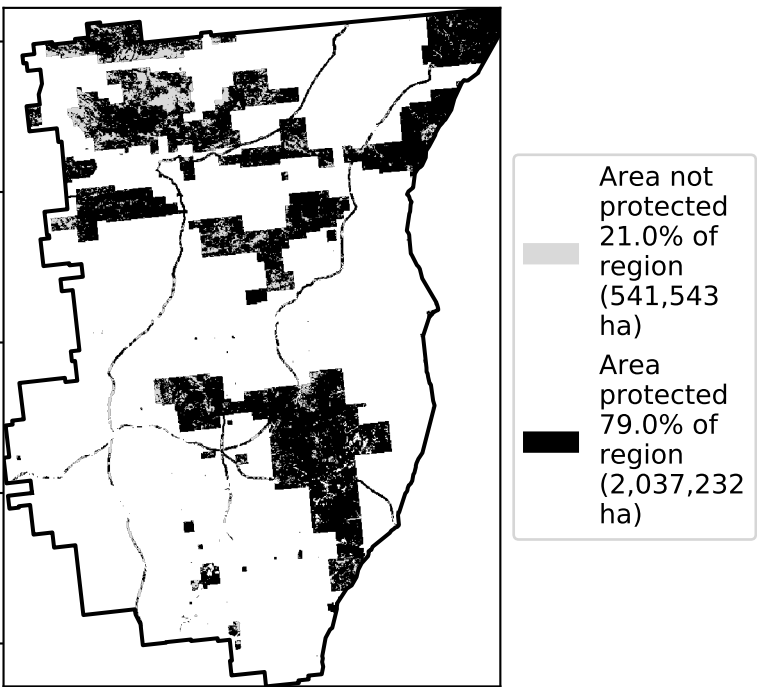 Area not
protected
21.0% of
region
(541,543
ha)
Area
protected
79.0% of
region
(2,037,232
ha)